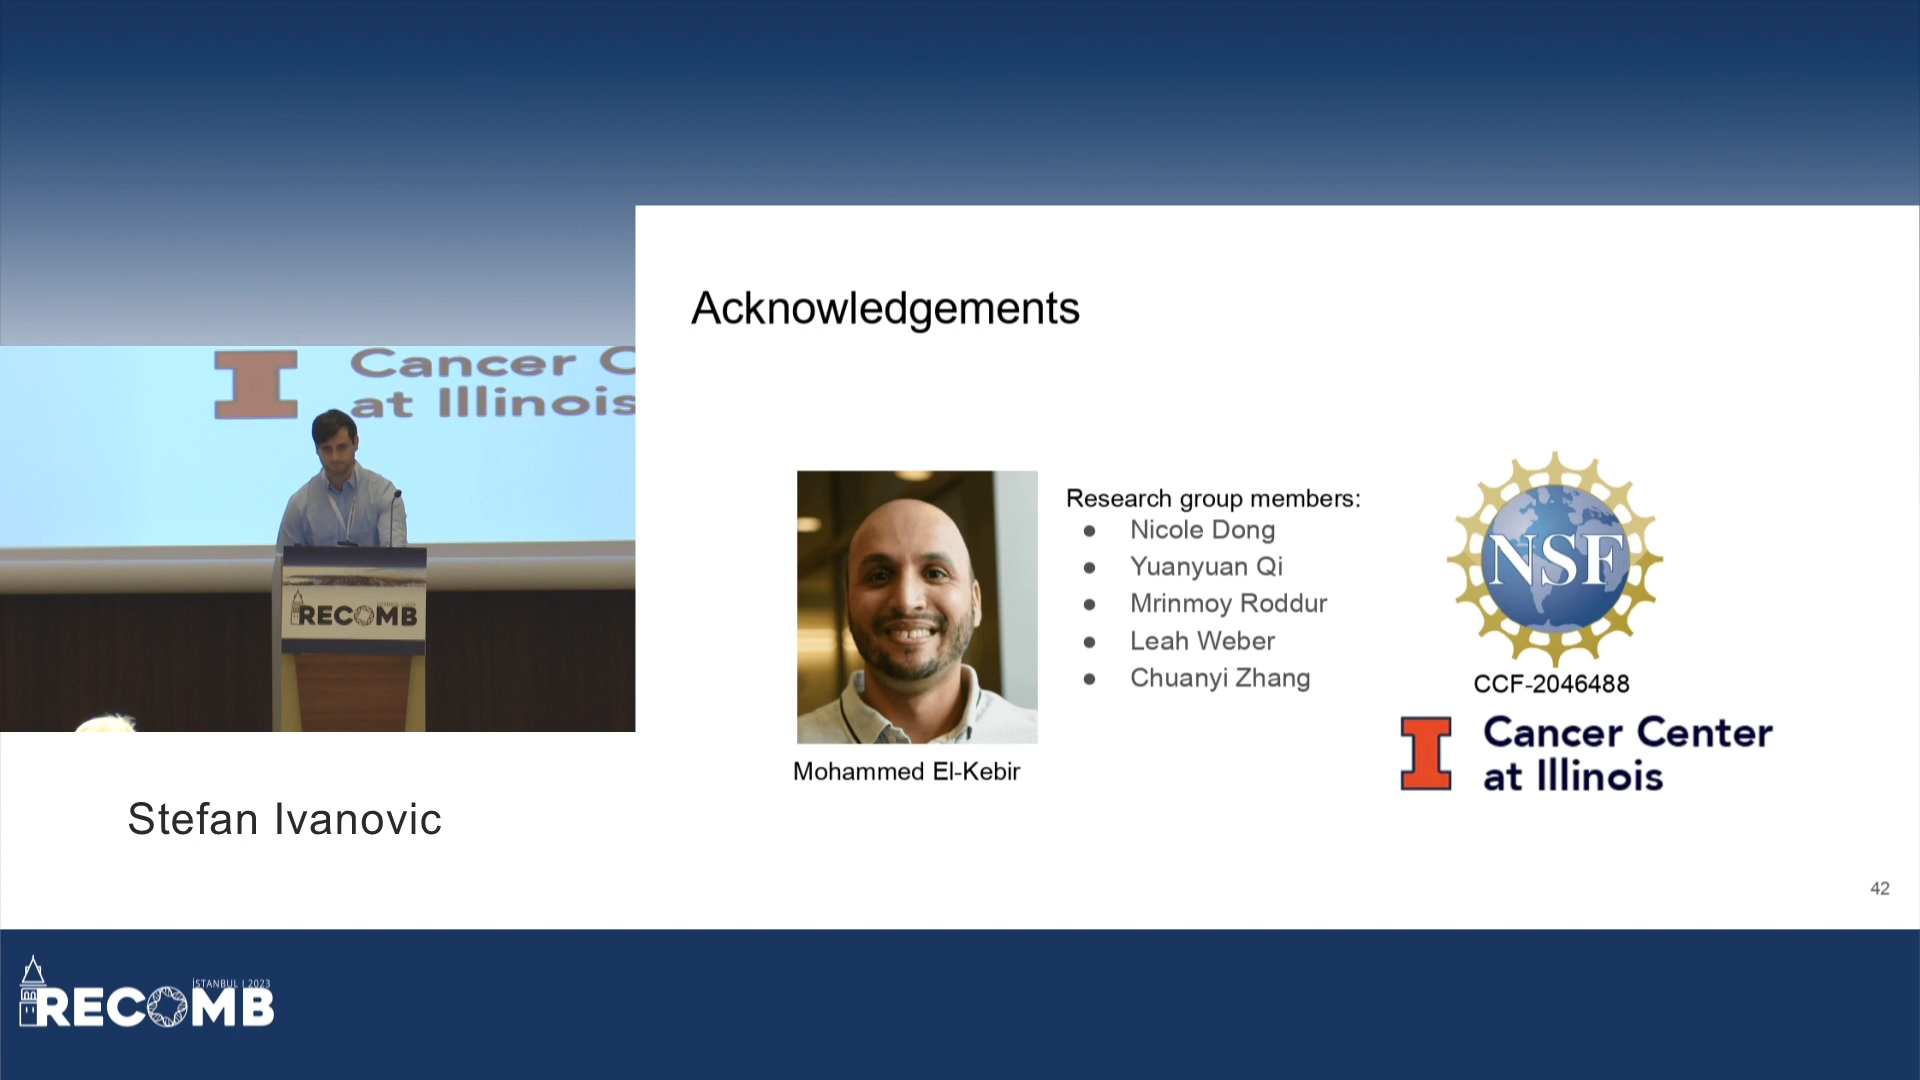 Cancer C
at Illinois
RECOMB
Stefan Ivanovic
Acknowledgements
Mohammed El-Kebir
Research group members:
● Nicole Dong
● Yuanyuan Qi
● Mrinmoy Roddur
● Leah Weber
● Chuanyi Zhang
NSF
CCF-2046488
I Cancer Center
at Illinois
42
İSTANBUL | 2023
RECOMB